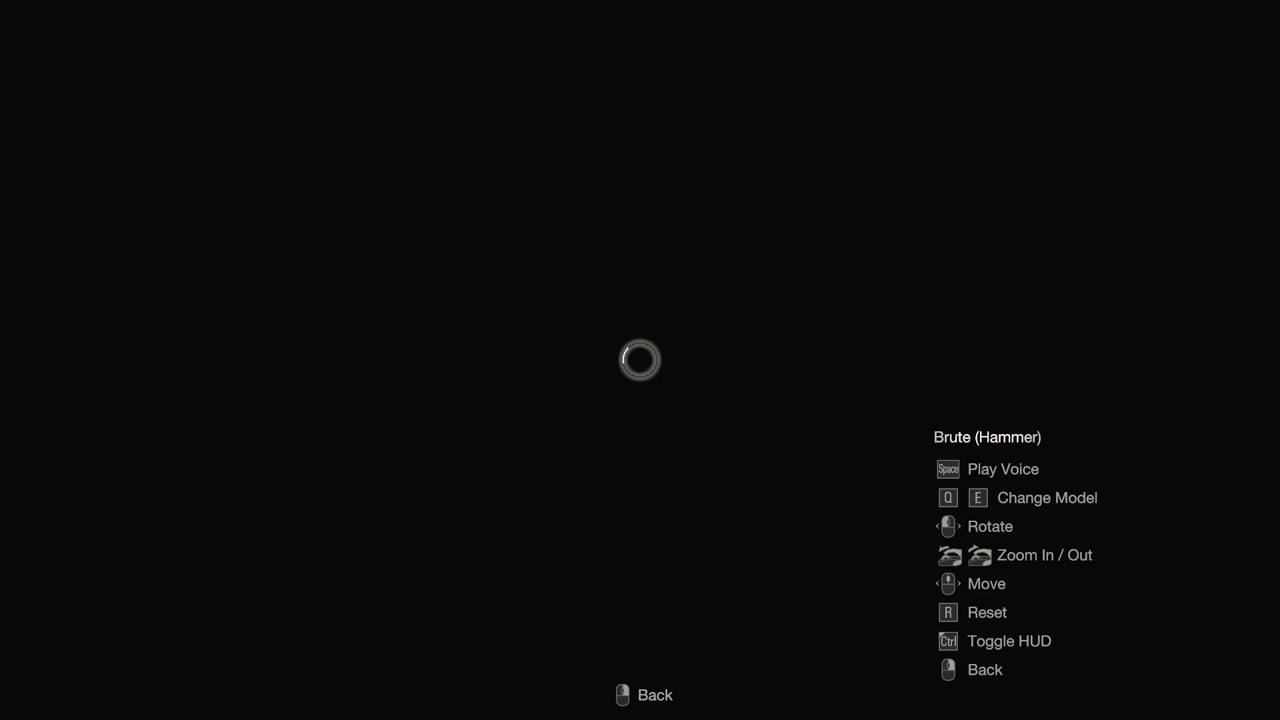 Brute (Hammer)
Space Play Voice
Q E Change Model
Rotate
Zoom In / Out
Move
R Reset
Ctrl Toggle HUD
Back
Back